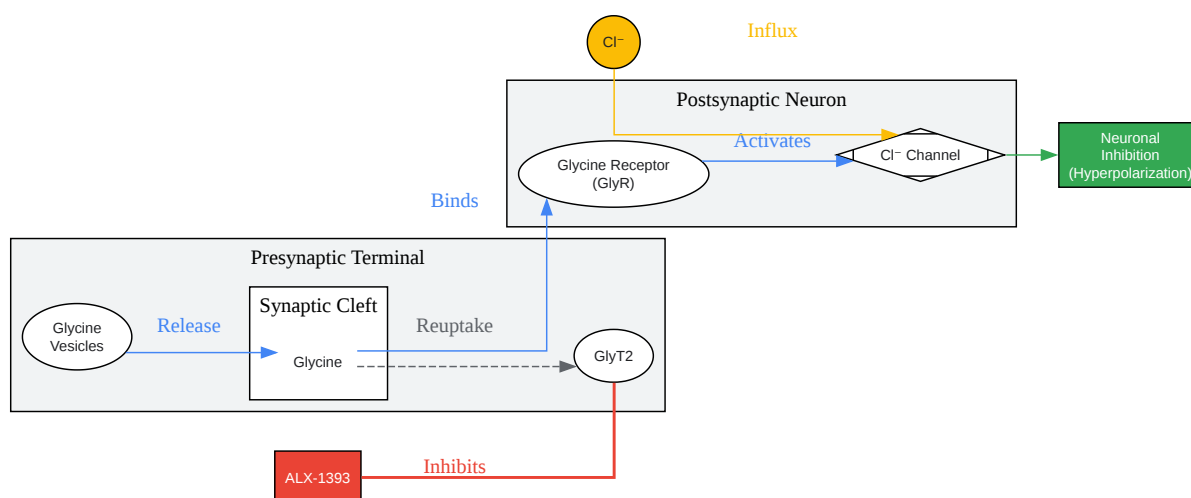 Cl⁻
Influx
Postsynaptic Neuron
Activates
Glycine Receptor
(GlyR)
Cl⁻ Channel
Neuronal
Inhibition
(Hyperpolarization)
Binds
Presynaptic Terminal
Synaptic Cleft
Glycine
Vesicles
Release
Glycine
Reuptake
GlyT2
ALX-1393
Inhibits